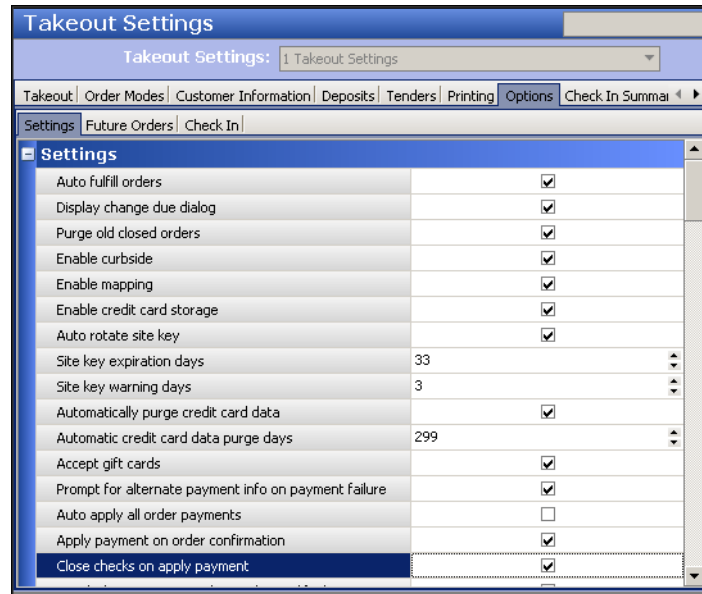 Takeout Settings
Takeout Settings: 1 Takeout Settings
Takeout Order Modes Customer Information Deposits Tenders Printing Options Check In Summar
Settings Future Orders Check In
Settings
Auto fulfill orders
Display change due dialog
Purge old closed orders
Enable curbside
Enable mapping
Enable credit card storage
Auto rotate site key
Site key expiration days 33
Site key warning days 3
Automatically purge credit card data
Automatic credit card data purge days 299
Accept gift cards
Prompt for alternate payment info on payment failure
Auto apply all order payments
Apply payment on order confirmation
Close checks on apply payment